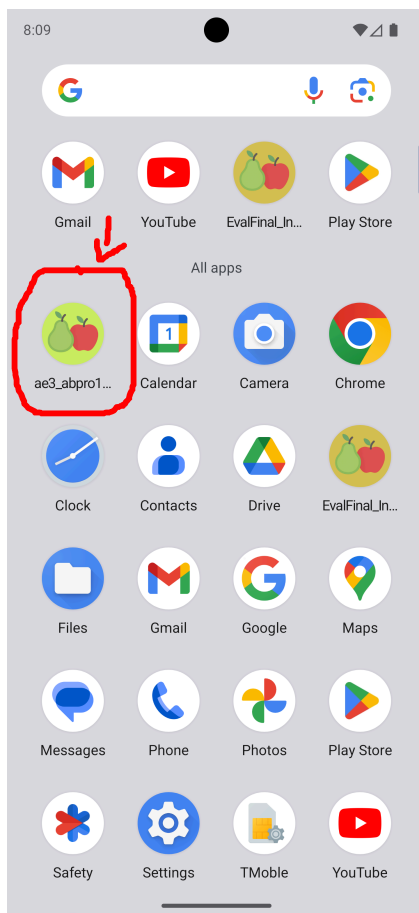 8:09
Gmail YouTube EvalFinal_In... Play Store
All apps
ae3_abpro1... Calendar Camera Chrome
Clock Contacts Drive EvalFinal_In...
Files Gmail Google Maps
Messages Phone Photos Play Store
Safety Settings TMoble YouTube